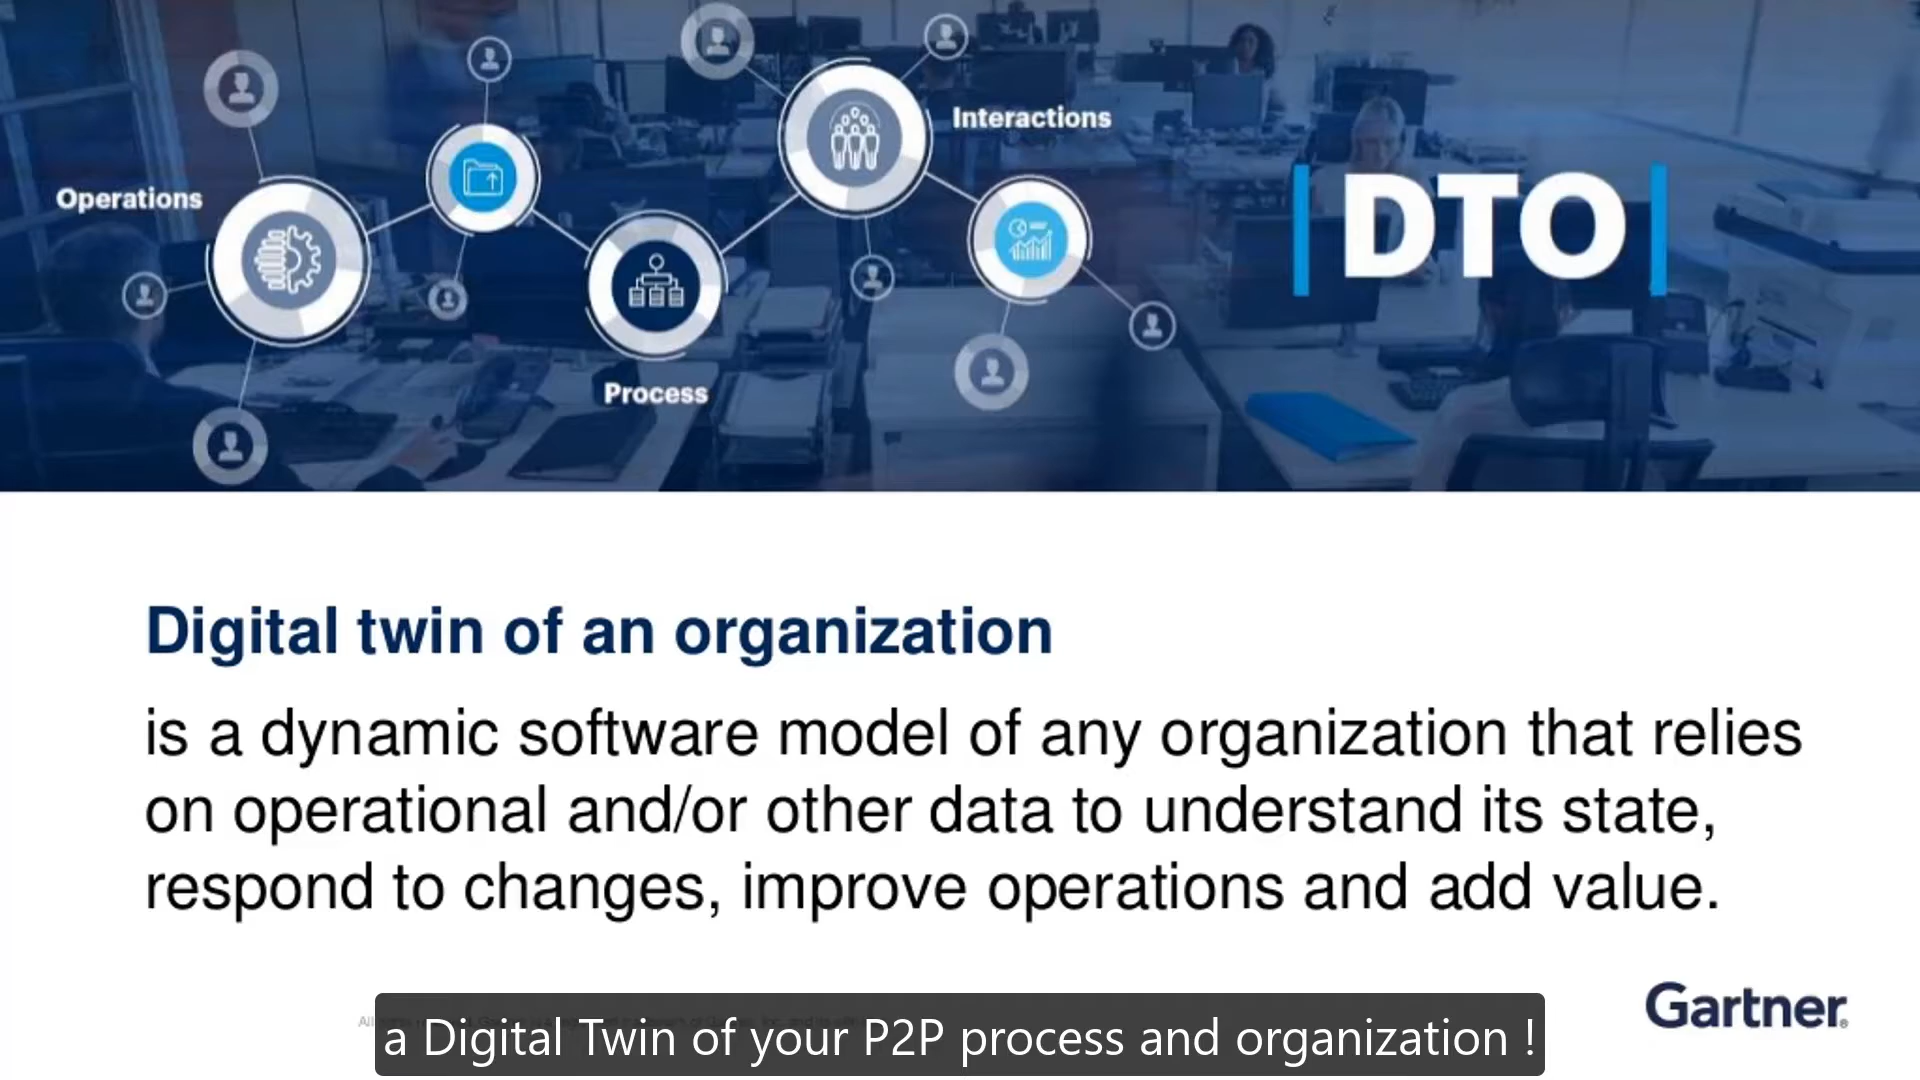 Operations
Interactions
|DTO|
Process
Digital twin of an organization
is a dynamic software model of any organization that relies
on operational and/or other data to understand its state,
respond to changes, improve operations and add value.
Gartner®
a Digital Twin of your P2P process and organization !